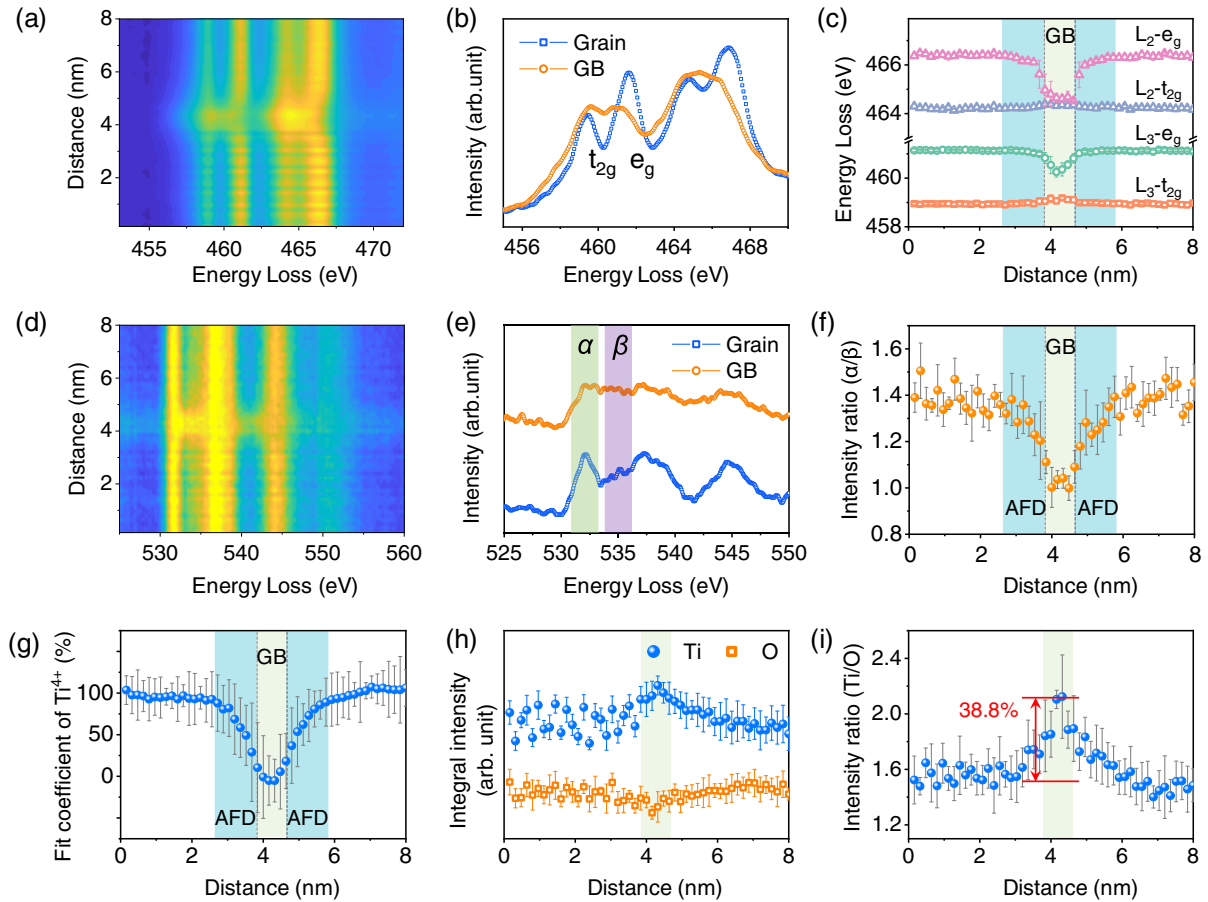 (a)
8
6
4
2
Distance (nm)
455 460 465 470
Energy Loss (eV)
(b)
Grain
GB
t2g eg
Intensity (arb.unit)
456 460 464 468
Energy Loss (eV)
(c)
GB
L2-eg
L2-t2g
L3-eg
L3-t2g
466
464
460
458
Energy Loss (eV)
0 2 4 6 8
Distance (nm)
(d)
8
6
4
2
Distance (nm)
530 540 550 560
Energy Loss (eV)
(e)
α β
Grain
GB
Intensity (arb.unit)
525 530 535 540 545 550
Energy Loss (eV)
(f)
GB
AFD AFD
1.6
1.4
1.2
1.0
0.8
Intensity ratio (α/β)
0 2 4 6 8
Distance (nm)
(g)
GB
AFD AFD
100
50
0
Fit coefficient of Ti4+ (%)
0 2 4 6 8
Distance (nm)
(h)
Ti O
Integral intensity
(arb. unit)
0 2 4 6 8
Distance (nm)
(i)
38.8%
2.4
2.0
1.6
1.2
Intensity ratio (Ti/O)
0 2 4 6 8
Distance (nm)